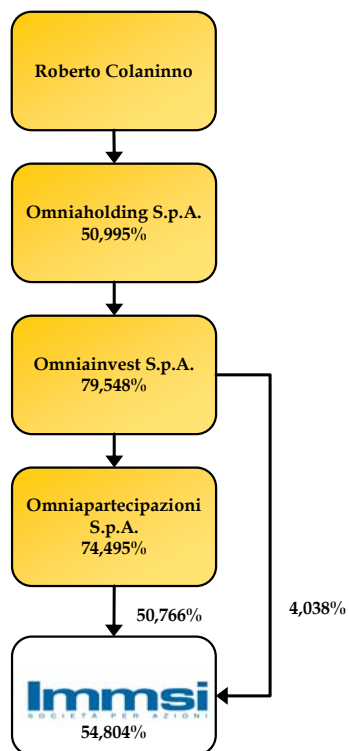 Roberto Colaninno
Omniaholding S.p.A.
50,995%
Omniainvest S.p.A.
79,548%
Omniapartecipazioni
S.p.A.
74,495%
50,766%
4,038%
Immsi
SOCIETÀ PER AZIONI
54,804%